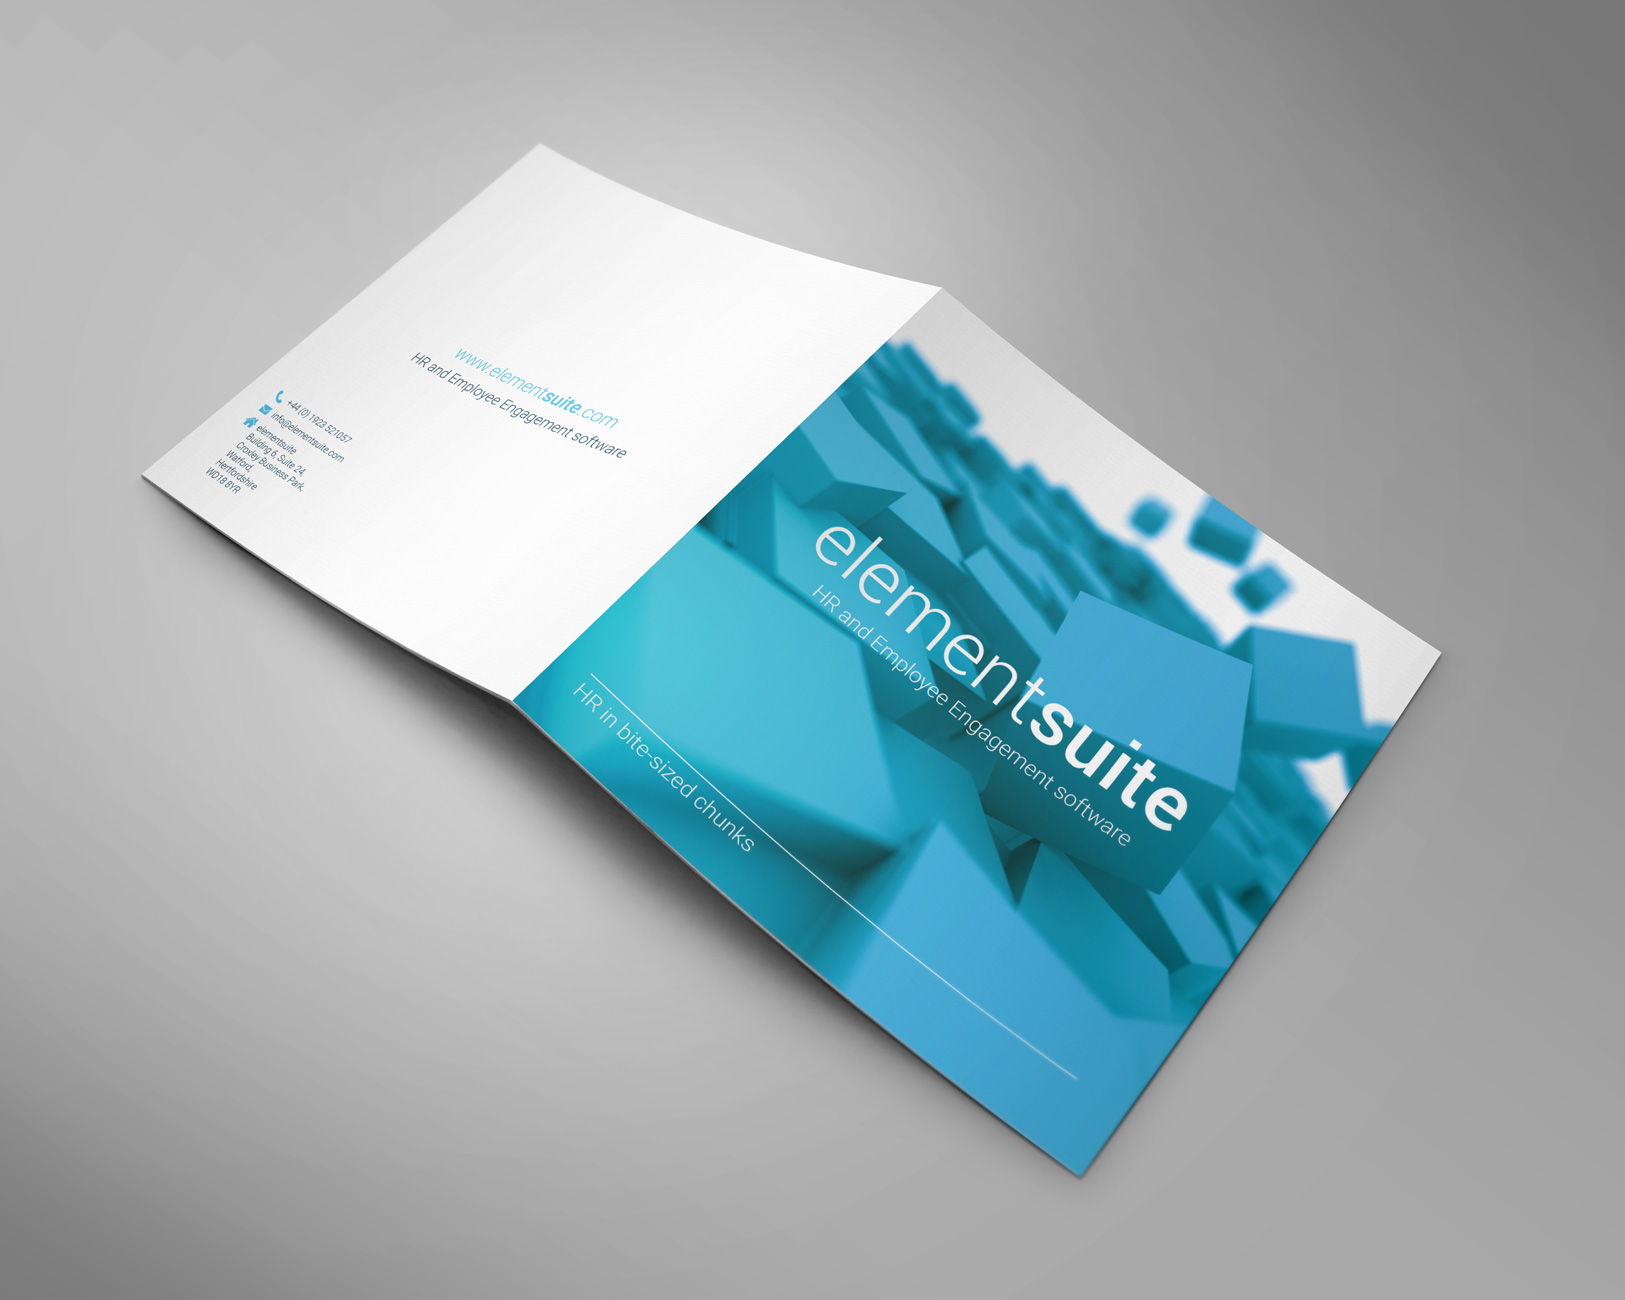 www.elementsuite.com
HR and Employee Engagement software
+44 (0) 1923 521057
info@elementsuite.com
elementsuite
Building 6, Suite 24,
Croxley Business Park,
Watford,
Hertfordshire
WD18 8YR
elementsuite
HR and Employee Engagement software
HR in bite-sized chunks